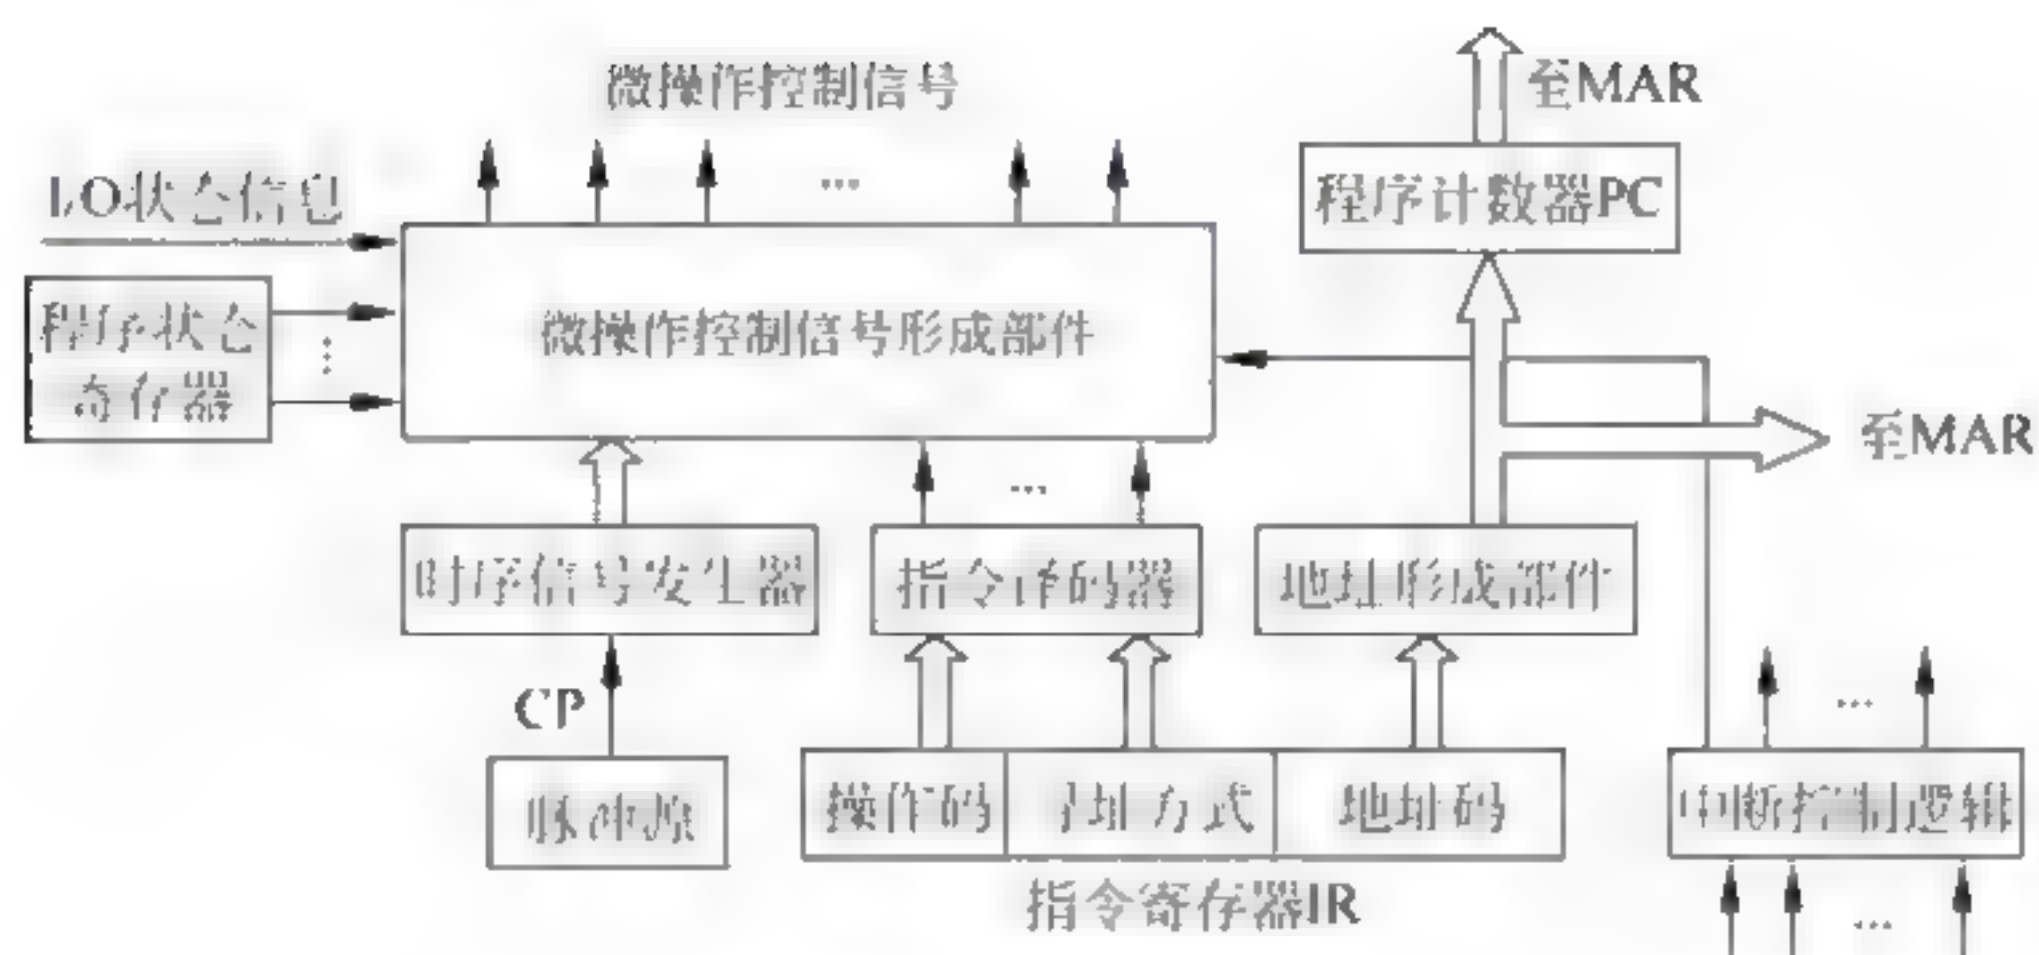 微操作控制信号
至MAR
I/O状态信息
程序计数器PC
程序状态
寄存器
微操作控制信号形成部件
至MAR
时序信号发生器
指令译码器
地址形成部件
CP
脉冲源
操作码
寻址方式
地址码
中断控制逻辑
指令寄存器IR